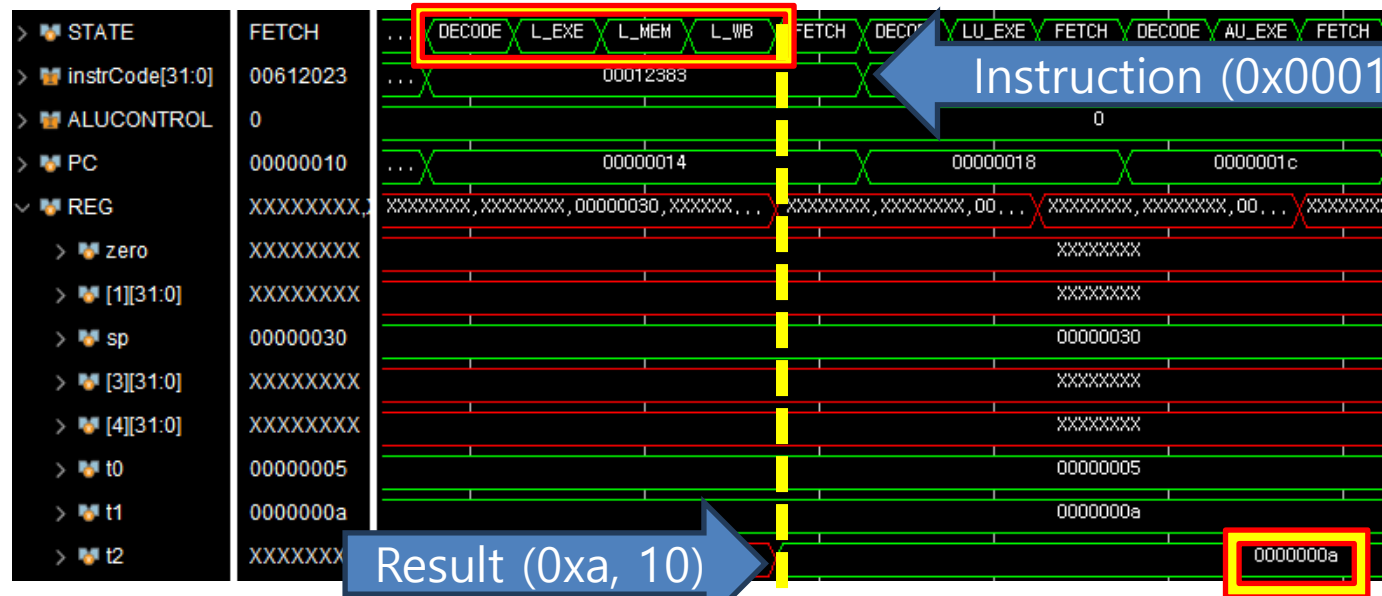 STATE FETCH ... DECODE L_EXE L_MEM L_WB FETCH LU_EXE FETCH DECODE AU_EXE FETCH
instrCode[31:0] 00612023 ... 00012383 Instruction (0x0001
ALUCONTROL 0 0
PC 00000010 ... 00000014 00000018 0000001c
REG XXXXXXXX, XXXXXXXX,XXXXXXXX,00000030,XXXXXX... XXXXXXXX,XXXXXXXX,00... XXXXXXXX,XXXXXXXX,00... XXXXXXXX
zero XXXXXXXX XXXXXXXX
[1][31:0] XXXXXXXX XXXXXXXX
sp 00000030 00000030
[3][31:0] XXXXXXXX XXXXXXXX
[4][31:0] XXXXXXXX XXXXXXXX
t0 00000005 00000005
t1 0000000a 0000000a
t2 XXXXXXX Result (0xa, 10) 0000000a